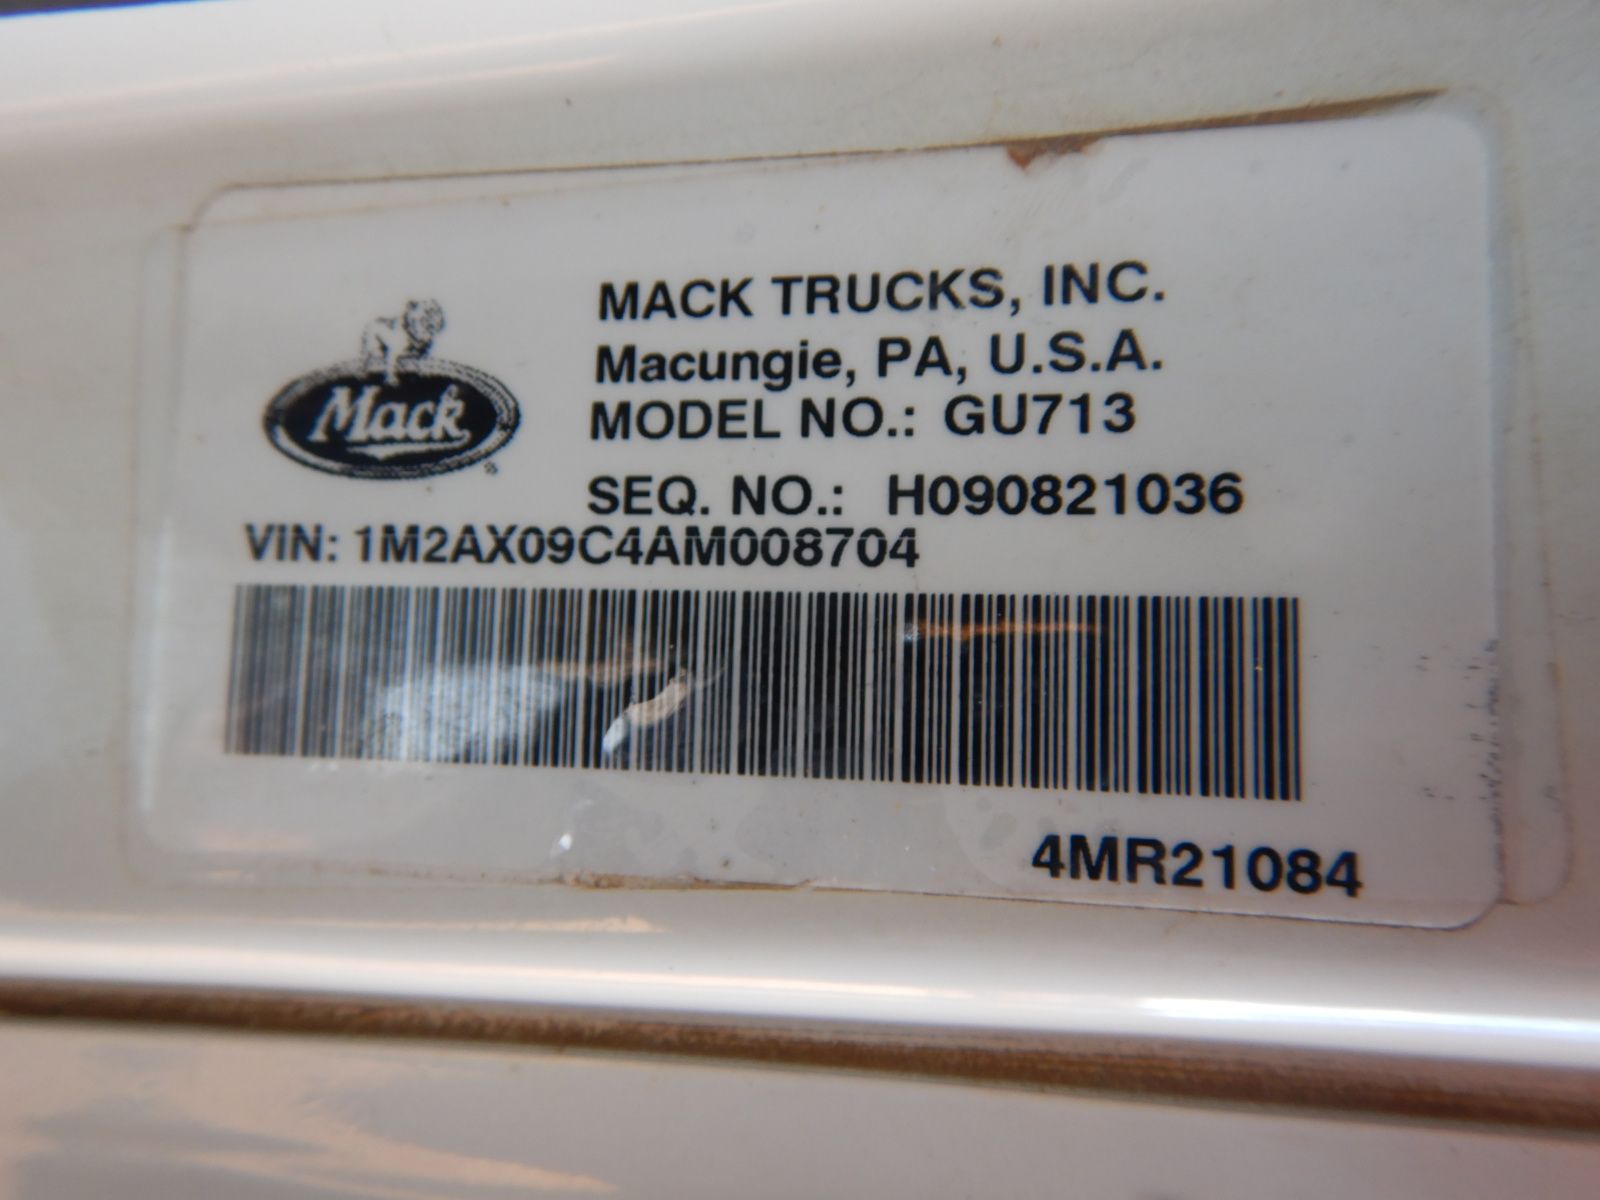 MACK TRUCKS, INC.
Macungie, PA, U.S.A.
MODEL NO.: GU713
Mack®
SEQ. NO.: H090821036
VIN: 1M2AX09C4AM008704
4MR21084